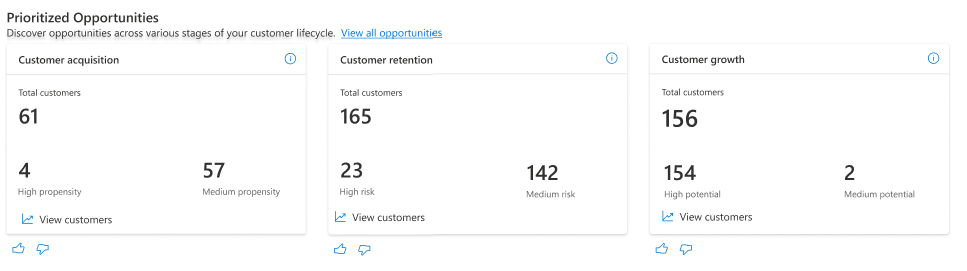 Prioritized Opportunities
Discover opportunities across various stages of your customer lifecycle. View all opportunities
Customer acquisition
Total customers
61
4
High propensity
57
Medium propensity
View customers
Customer retention
Total customers
165
23
High risk
142
Medium risk
View customers
Customer growth
Total customers
156
154
High potential
2
Medium potential
View customers